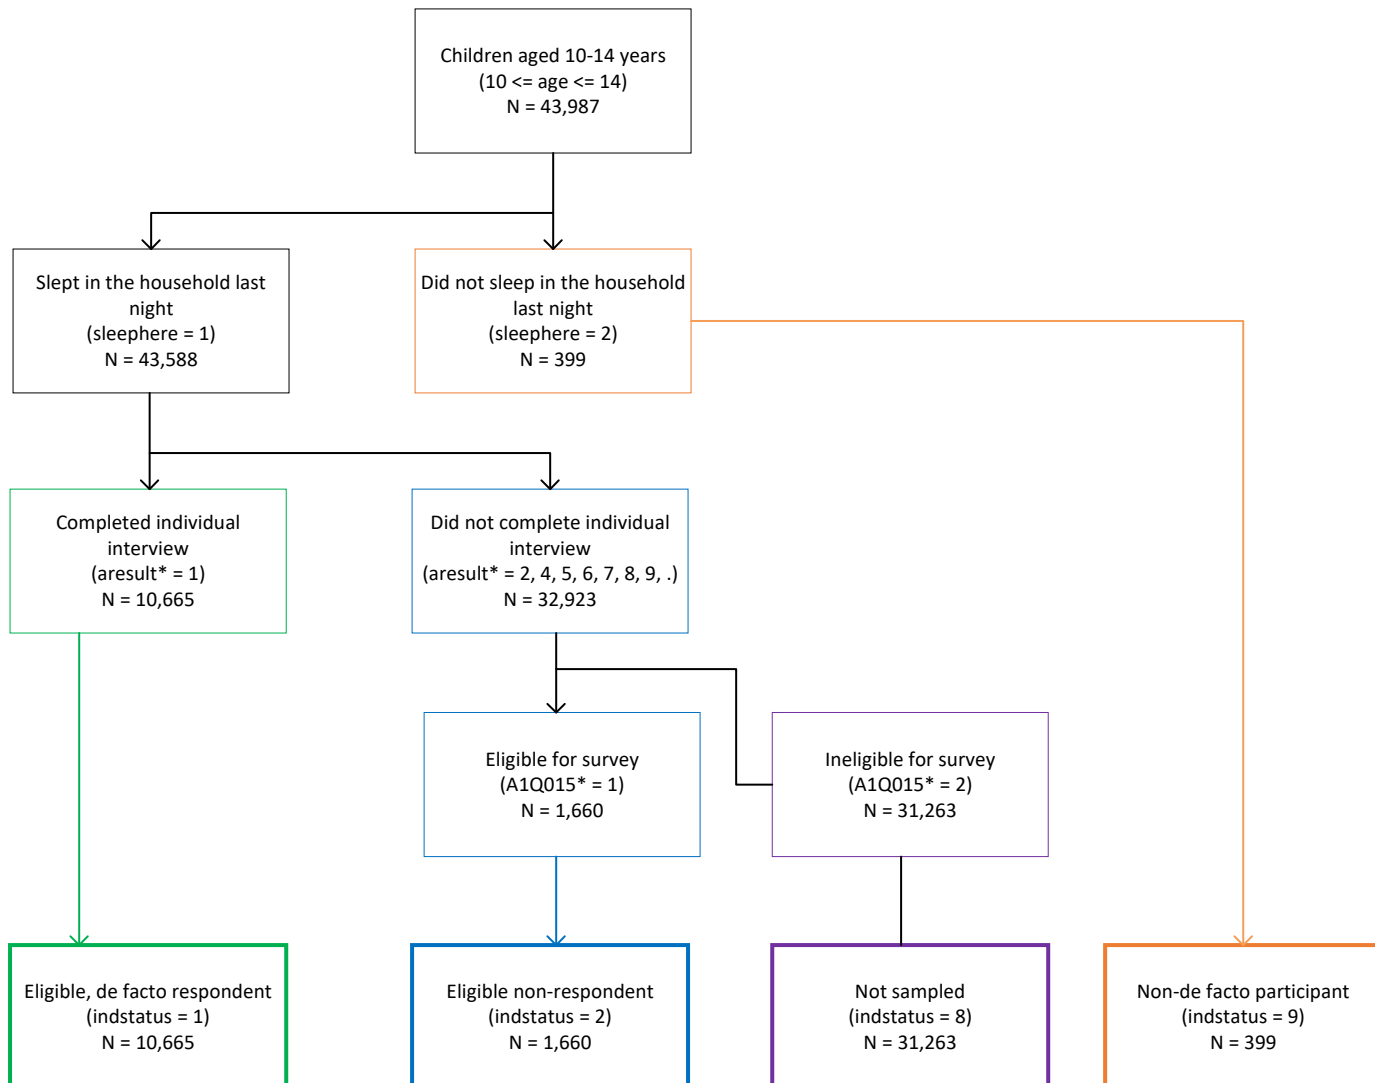 Children aged 10-14 years
(10 <= age <= 14)
N = 43,987
Slept in the household last
night
(sleephere = 1)
N = 43,588
Did not sleep in the household
last night
(sleephere = 2)
N = 399
Completed individual
interview
(aresult* = 1)
N = 10,665
Did not complete individual
interview
(aresult* = 2, 4, 5, 6, 7, 8, 9, .)
N = 32,923
Eligible for survey
(A1Q015* = 1)
N = 1,660
Ineligible for survey
(A1Q015* = 2)
N = 31,263
Eligible, de facto respondent
(indstatus = 1)
N = 10,665
Eligible non-respondent
(indstatus = 2)
N = 1,660
Not sampled
(indstatus = 8)
N = 31,263
Non-de facto participant
(indstatus = 9)
N = 399